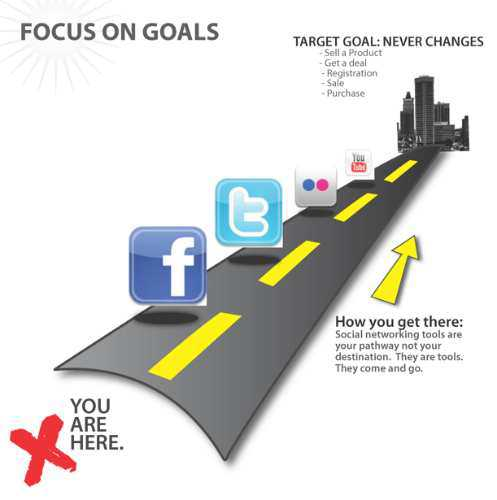 FOCUS ON GOALS
TARGET GOAL: NEVER CHANGES
- Sell a Product
- Get a deal
- Registration
- Sale
- Purchase
You
Tube
t
f
How you get there:
Social networking tools are
your pathway not your
destination. They are tools.
They come and go.
YOU
ARE
HERE.